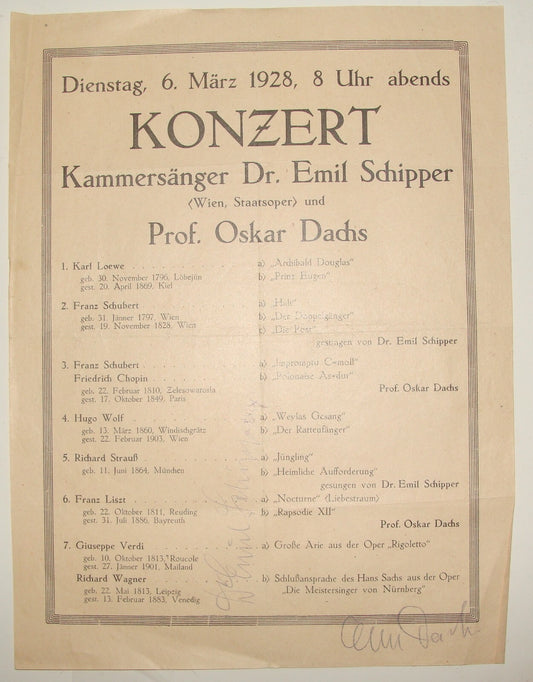 Dienstag, 6. März 1928, 8 Uhr abends
KONZERT
Kammersänger Dr. Emil Schipper
(Wien, Staatsoper) und
Prof. Oskar Dachs
1. Karl Loewe . . . . . . . . . . a) „Archibald Douglas“
geb. 30. November 1796, Löbejün b) „Prinz Eugen“
gest. 20. April 1869, Kiel
2. Franz Schubert . . . . . . . . . a)
geb. 31. Jänner 1797, Wien b) „Der Doppelgänger“
gest. 19. November 1828, Wien c) „Die Post“
gesungen von Dr. Emil Schipper
3. Franz Schubert . . . . . . . . . a) „Impromptu C-moll“
Friedrich Chopin . . . . . . . . b) „Polonaise As-dur“
geb. 22. Februar 1810, Zelesowarosla Prof. Oskar Dachs
gest. 17. Oktober 1849, Paris
4. Hugo Wolf . . . . . . . . . . a) „Weylas Gesang“
geb. 13. März 1860, Windischgrätz b) „Der Rattenfänger“
gest. 22. Februar 1903, Wien
5. Richard Strauß . . . . . . . . . a) „Jüngling“
geb. 11. Juni 1864, München b) „Heimliche Aufforderung“
gesungen von Dr. Emil Schipper
6. Franz Liszt . . . . . . . . . . a) „Nocturne“ (Liebestraum)
geb. 22. Oktober 1811, Reuding b) „Rapsodie XII“
gest. 31. Juli 1886, Bayreuth Prof. Oskar Dachs
7. Giuseppe Verdi . . . . . . . . . a) Große Arie aus der Oper „Rigoletto“
geb. 10. Oktober 1813, Roucole
gest. 27. Jänner 1901, Mailand
Richard Wagner . . . . . . . . b) Schlußansprache des Hans Sachs aus der Oper
geb. 22. Mai 1813, Leipzig „Die Meistersinger von Nürnberg“
gest. 13. Februar 1883, Venedig